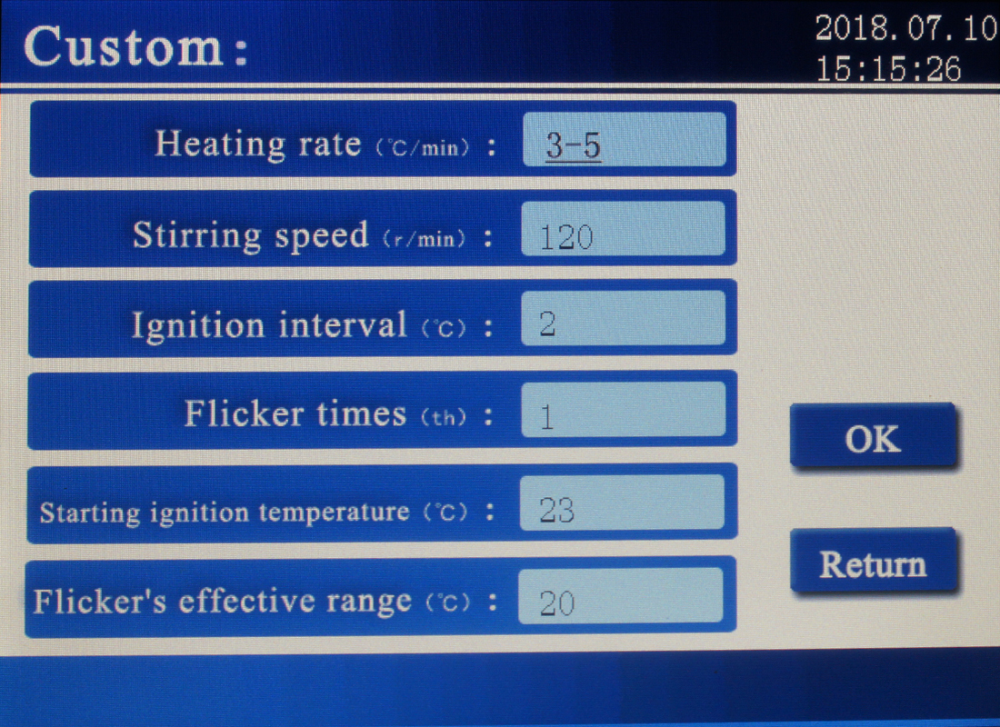 Custom:
2018.07.10
15:15:26
Heating rate (℃/min) : 3-5
Stirring speed (r/min) : 120
Ignition interval (℃) : 2
Flicker times (th) : 1
Starting ignition temperature (℃) : 23
Flicker's effective range (℃) : 20
OK
Return